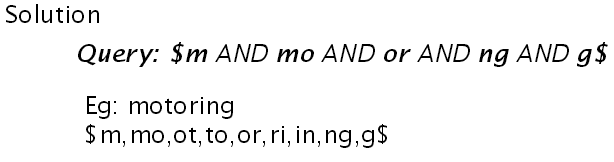 Solution
Query: $m AND mo AND or AND ng AND g$
Eg: motoring
$m,mo,ot,to,or,ri,in,ng,g$